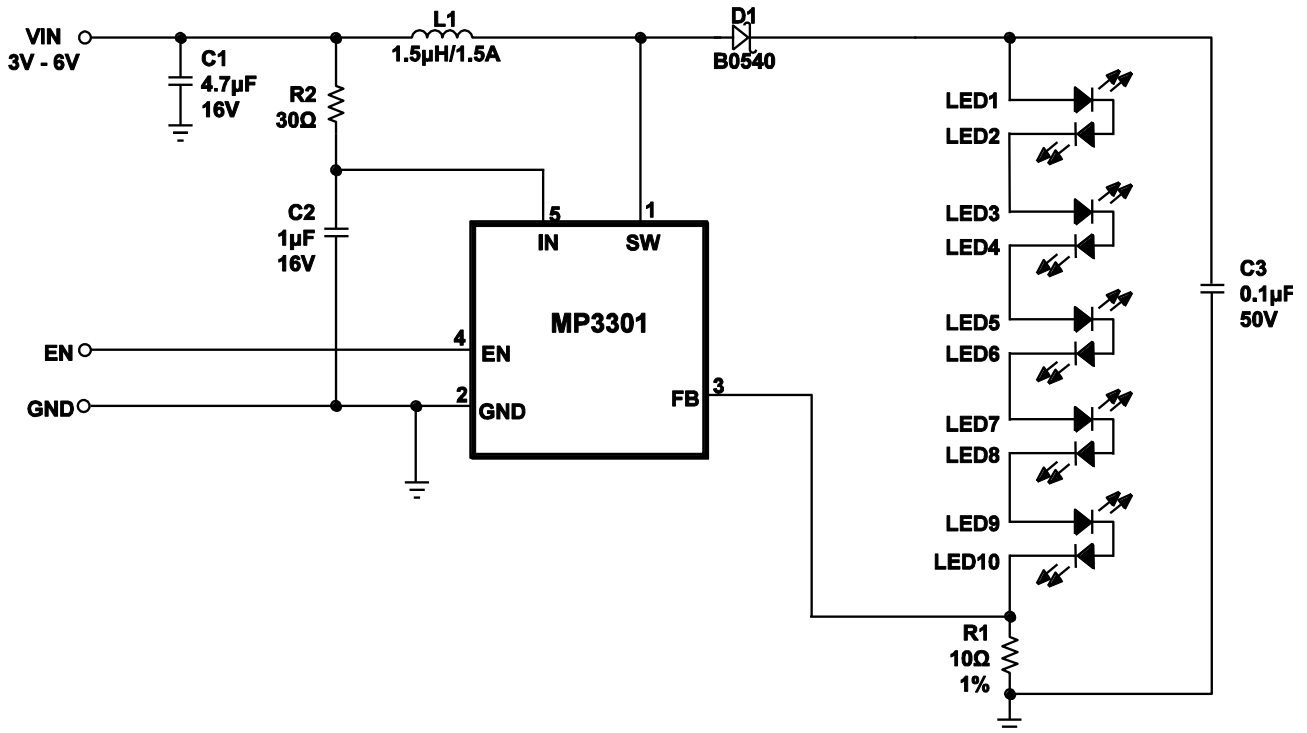 VIN
3V - 6V
C1
4.7µF
16V
R2
30Ω
L1
1.5µH/1.5A
D1
B0540
C2
1µF
16V
5
IN
1
SW
MP3301
EN
4
EN
GND
2
GND
3
FB
LED1
LED2
LED3
LED4
LED5
LED6
LED7
LED8
LED9
LED10
C3
0.1µF
50V
R1
10Ω
1%